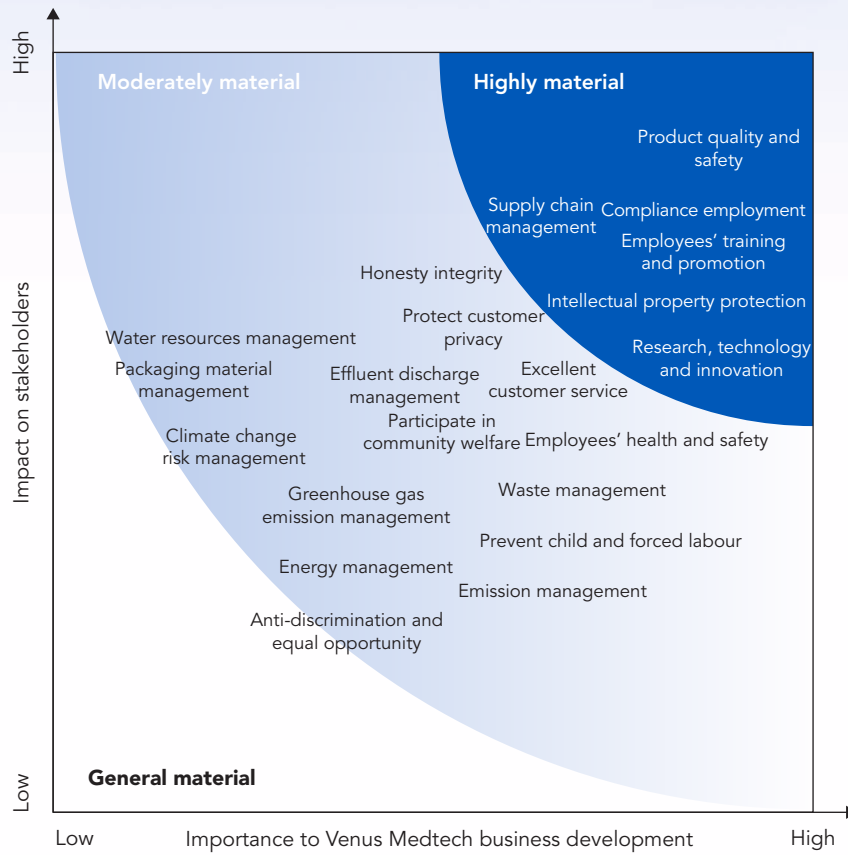 High
Moderately material
Highly material
Product quality and
safety
Supply chain
management
Compliance employment
Employees' training
and promotion
Honesty integrity
Intellectual property protection
Protect customer
privacy
Water resources management
Research, technology
and innovation
Packaging material
management
Effluent discharge
management
Excellent
customer service
Participate in
community welfare
Employees' health and safety
Climate change
risk management
Waste management
Greenhouse gas
emission management
Prevent child and forced labour
Energy management
Emission management
Anti-discrimination and
equal opportunity
Impact on stakeholders
General material
Low
Low
Importance to Venus Medtech business development
High